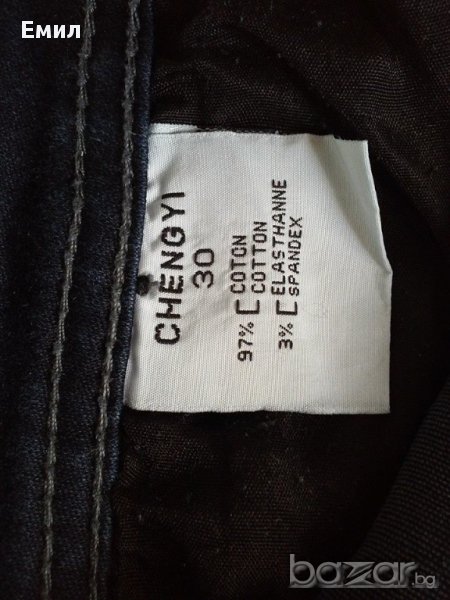 Емил
CHENGYI
30
97% [ COTON
COTTON
3% [ ELASTHANNE
SPANDEX
bazar.bg